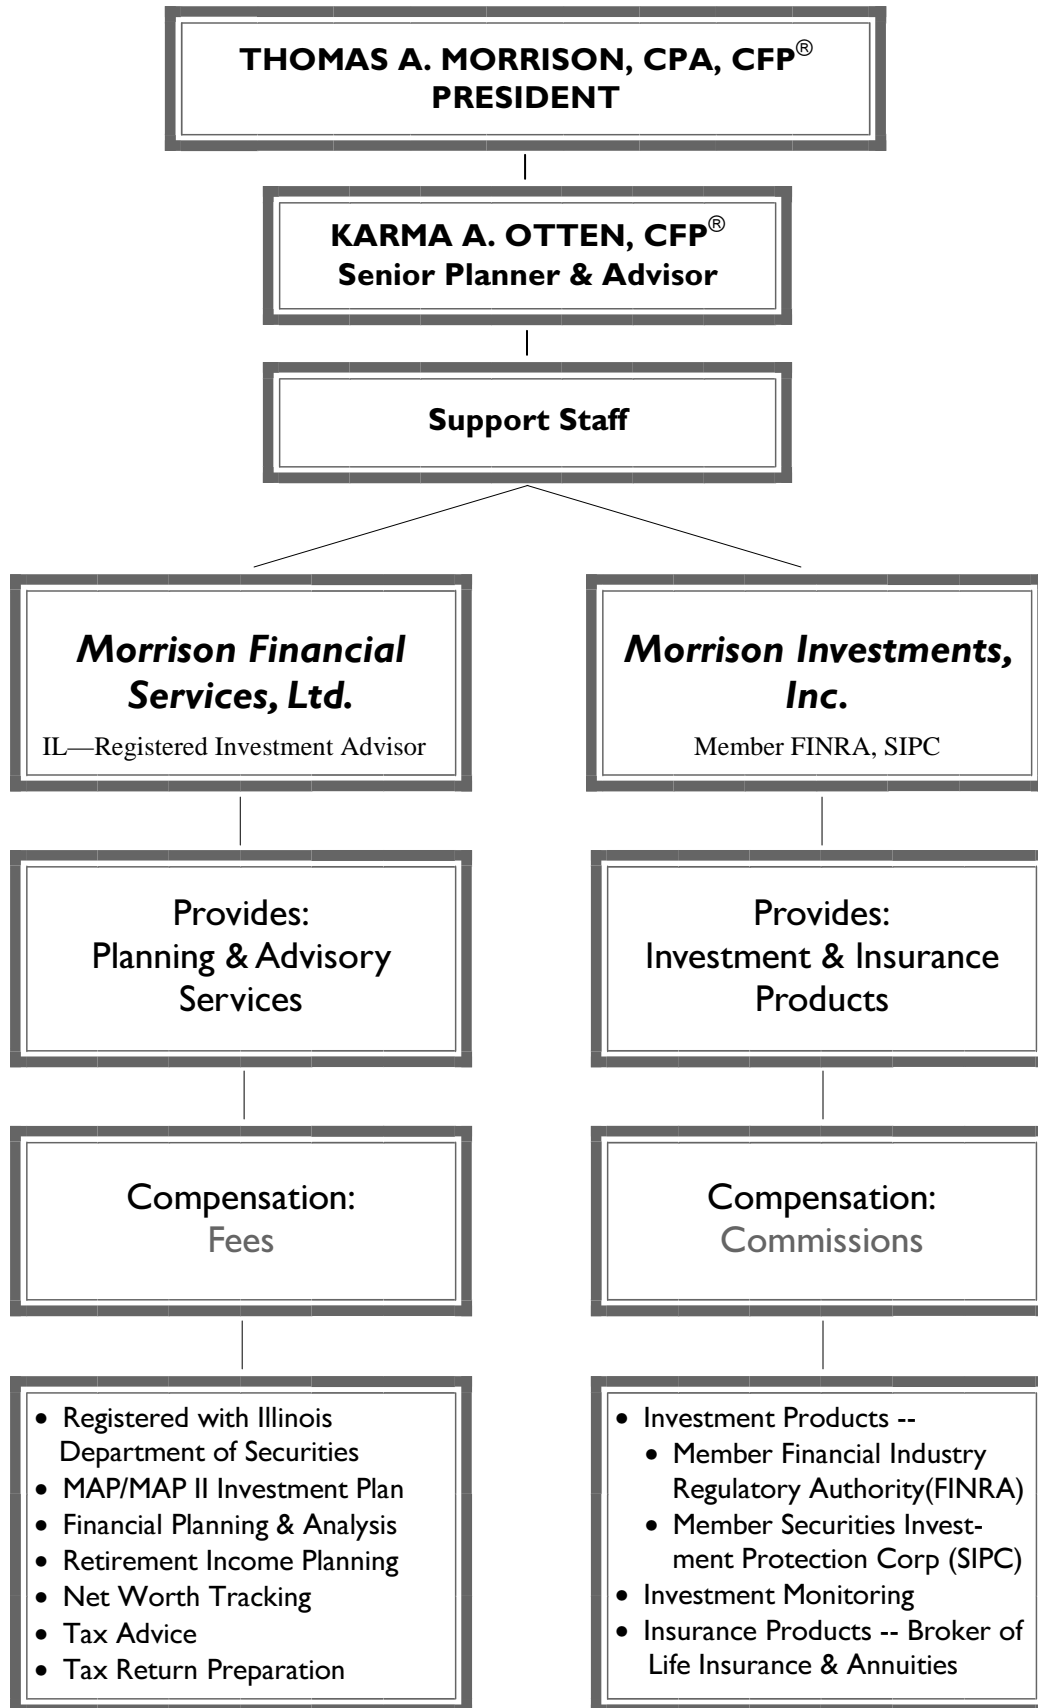 THOMAS A. MORRISON, CPA, CFP®
PRESIDENT
KARMA A. OTTEN, CFP®
Senior Planner & Advisor
Support Staff
Morrison Financial
Services, Ltd.
IL—Registered Investment Advisor
Provides:
Planning & Advisory
Services
Compensation:
Fees
• Registered with Illinois
Department of Securities
• MAP/MAP II Investment Plan
• Financial Planning & Analysis
• Retirement Income Planning
• Net Worth Tracking
• Tax Advice
• Tax Return Preparation
Morrison Investments,
Inc.
Member FINRA, SIPC
Provides:
Investment & Insurance
Products
Compensation:
Commissions
• Investment Products --
• Member Financial Industry
Regulatory Authority(FINRA)
• Member Securities Invest-
ment Protection Corp (SIPC)
• Investment Monitoring
• Insurance Products -- Broker of
Life Insurance & Annuities